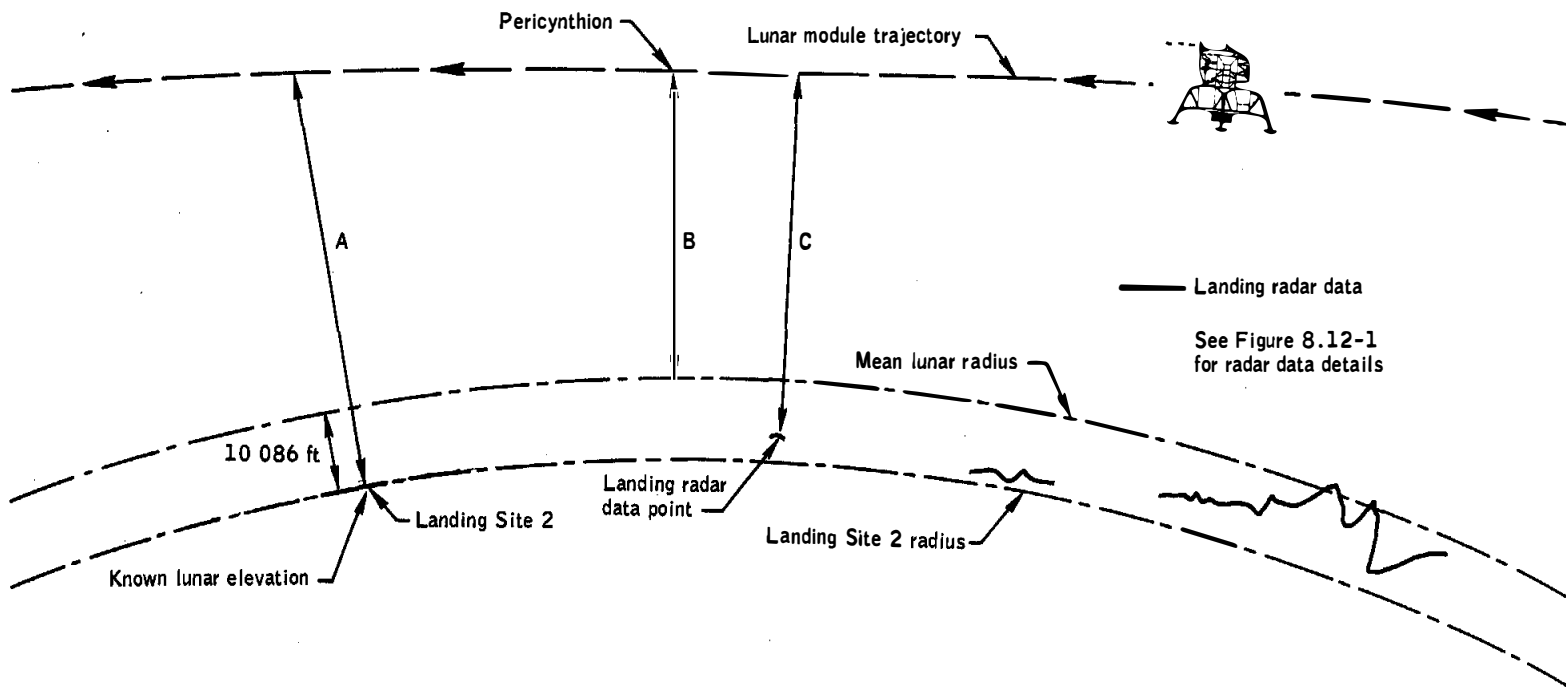 Pericynthion
Lunar module trajectory
A
B
C
Landing radar data
See Figure 8.12-1
for radar data details
Mean lunar radius
10 086 ft
Landing radar
data point
Landing Site 2
Landing Site 2 radius
Known lunar elevation